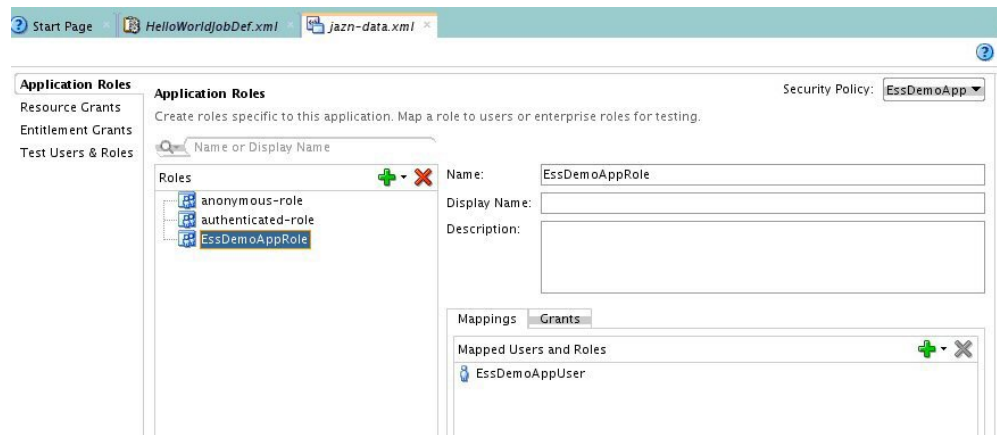 Start Page HelloWorldJobDef.xml jazn-data.xml
Application Roles
Resource Grants
Entitlement Grants
Test Users & Roles
Application Roles
Security Policy: EssDemoApp
Create roles specific to this application. Map a role to users or enterprise roles for testing.
Name or Display Name
Roles
anonymous-role
authenticated-role
EssDemoAppRole
Name: EssDemoAppRole
Display Name:
Description:
Mappings Grants
Mapped Users and Roles
EssDemoAppUser